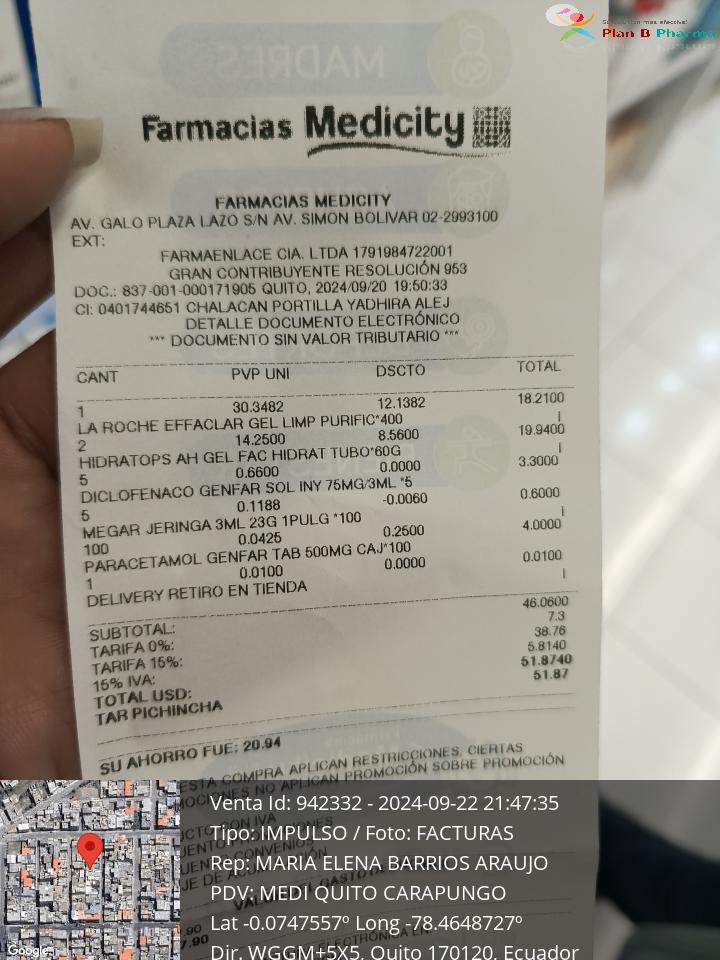 Plan B Pharma
MADRES
Farmacias Medicity
FARMACIAS MEDICITY
AV. GALO PLAZA LAZO S/N AV. SIMON BOLIVAR 02-2993100
EXT:
FARMAENLACE CIA. LTDA 1791984722001
GRAN CONTRIBUYENTE RESOLUCIÓN 953
DOC.: 837-001-000171905 QUITO, 2024/09/20 19:50:33
CI: 0401744651 CHALACAN PORTILLA YADHIRA ALEJ
DETALLE DOCUMENTO ELECTRÓNICO
*** DOCUMENTO SIN VALOR TRIBUTARIO ***
CANT PVP UNI DSCTO TOTAL
1 30.3482 12.1382 18.2100
LA ROCHE EFFACLAR GEL LIMP PURIFIC*400 I
2 14.2500 8.5600 19.9400
HIDRATOPS AH GEL FAC HIDRAT TUBO*60G I
5 0.6600 0.0000 3.3000
DICLOFENACO GENFAR SOL INY 75MG/3ML *5
5 0.1188 -0.0060 0.6000
MEGAR JERINGA 3ML 23G 1PULG *100 I
100 0.0425 0.2500 4.0000
PARACETAMOL GENFAR TAB 500MG CAJ*100
1 0.0100 0.0000 0.0100
DELIVERY RETIRO EN TIENDA I
SUBTOTAL: 46.0600
TARIFA 0%: 7.3
TARIFA 15%: 38.76
15% IVA: 5.8140
TOTAL USD: 51.8740
TAR PICHINCHA 51.87
SU AHORRO FUE: 20.94
ESTA COMPRA APLICAN RESTRICCIONES, CIERTAS
NO APLICAN PROMOCIÓN SOBRE PROMOCIÓN
CON IVA
Venta Id: 942332 - 2024-09-22 21:47:35
Tipo: IMPULSO / Foto: FACTURAS
Rep: MARIA ELENA BARRIOS ARAUJO
PDV: MEDI QUITO CARAPUNGO
Lat -0.0747557º Long -78.4648727º
Dir. WGGM+5X5, Quito 170120, Ecuador
Google